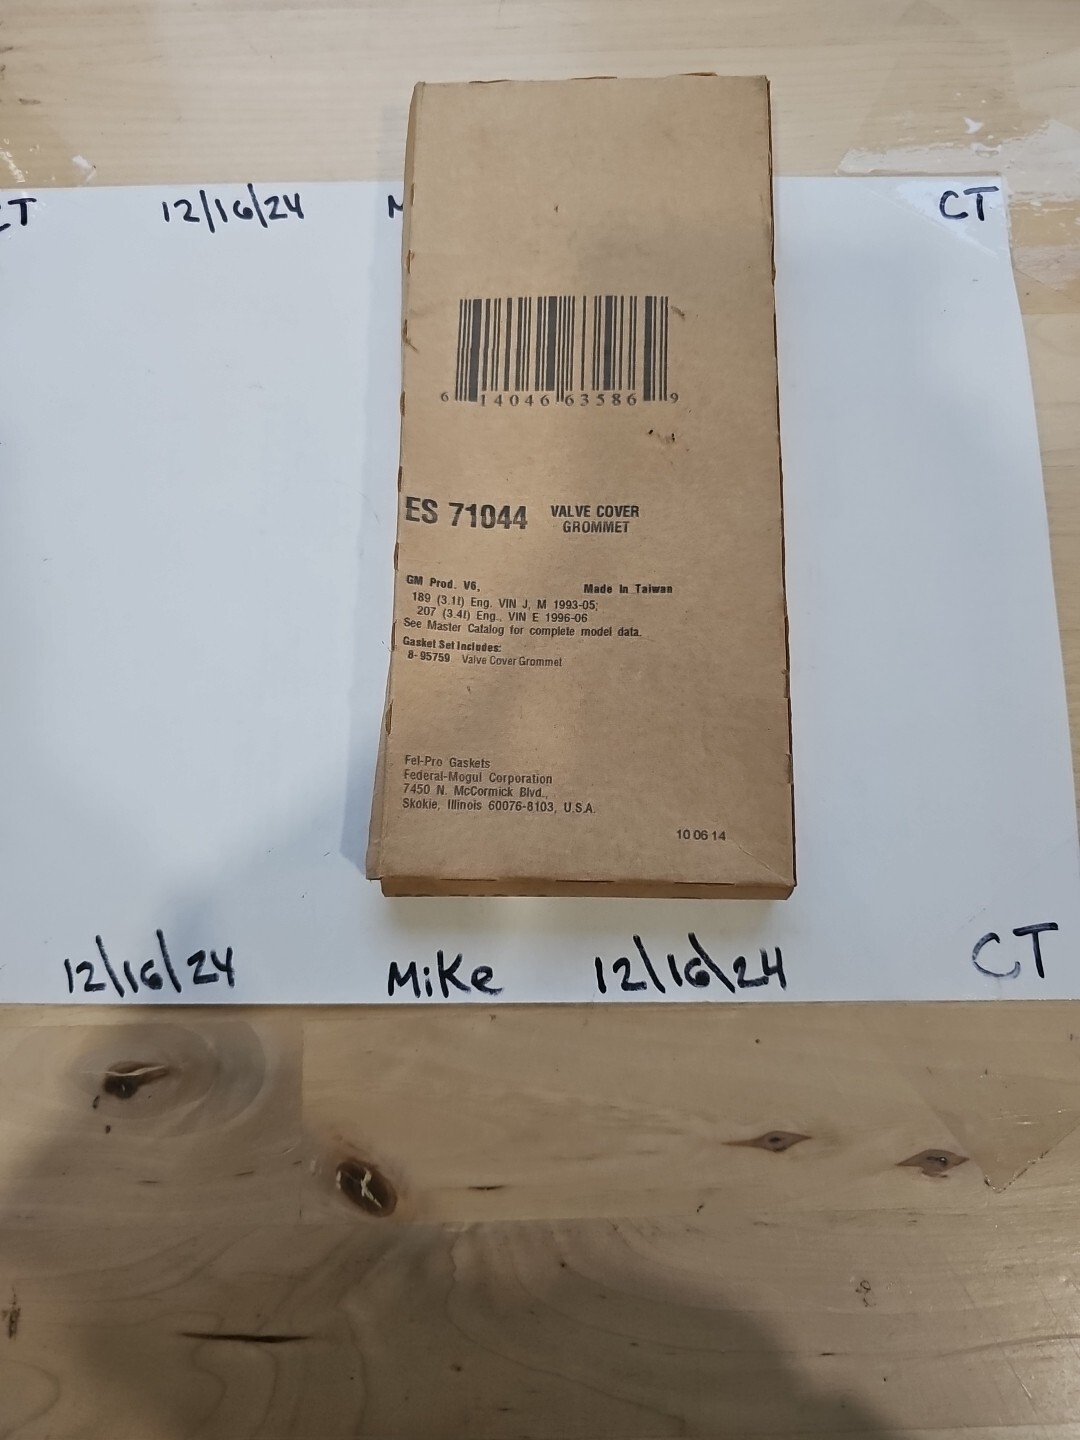 CT 12/16/24 M CT
6 14046 63586 9
ES 71044 VALVE COVER
GROMMET
GM Prod. V6, Made In Taiwan
189 (3.1l) Eng. VIN J, M 1993-05;
207 (3.4l) Eng., VIN E 1996-06
See Master Catalog for complete model data.
Gasket Set Includes:
8-95759 Valve Cover Grommet
Fel-Pro Gaskets
Federal-Mogul Corporation
7450 N. McCormick Blvd.,
Skokie, Illinois 60076-8103, U.S.A.
10 06 14
12/16/24 Mike 12/16/24 CT